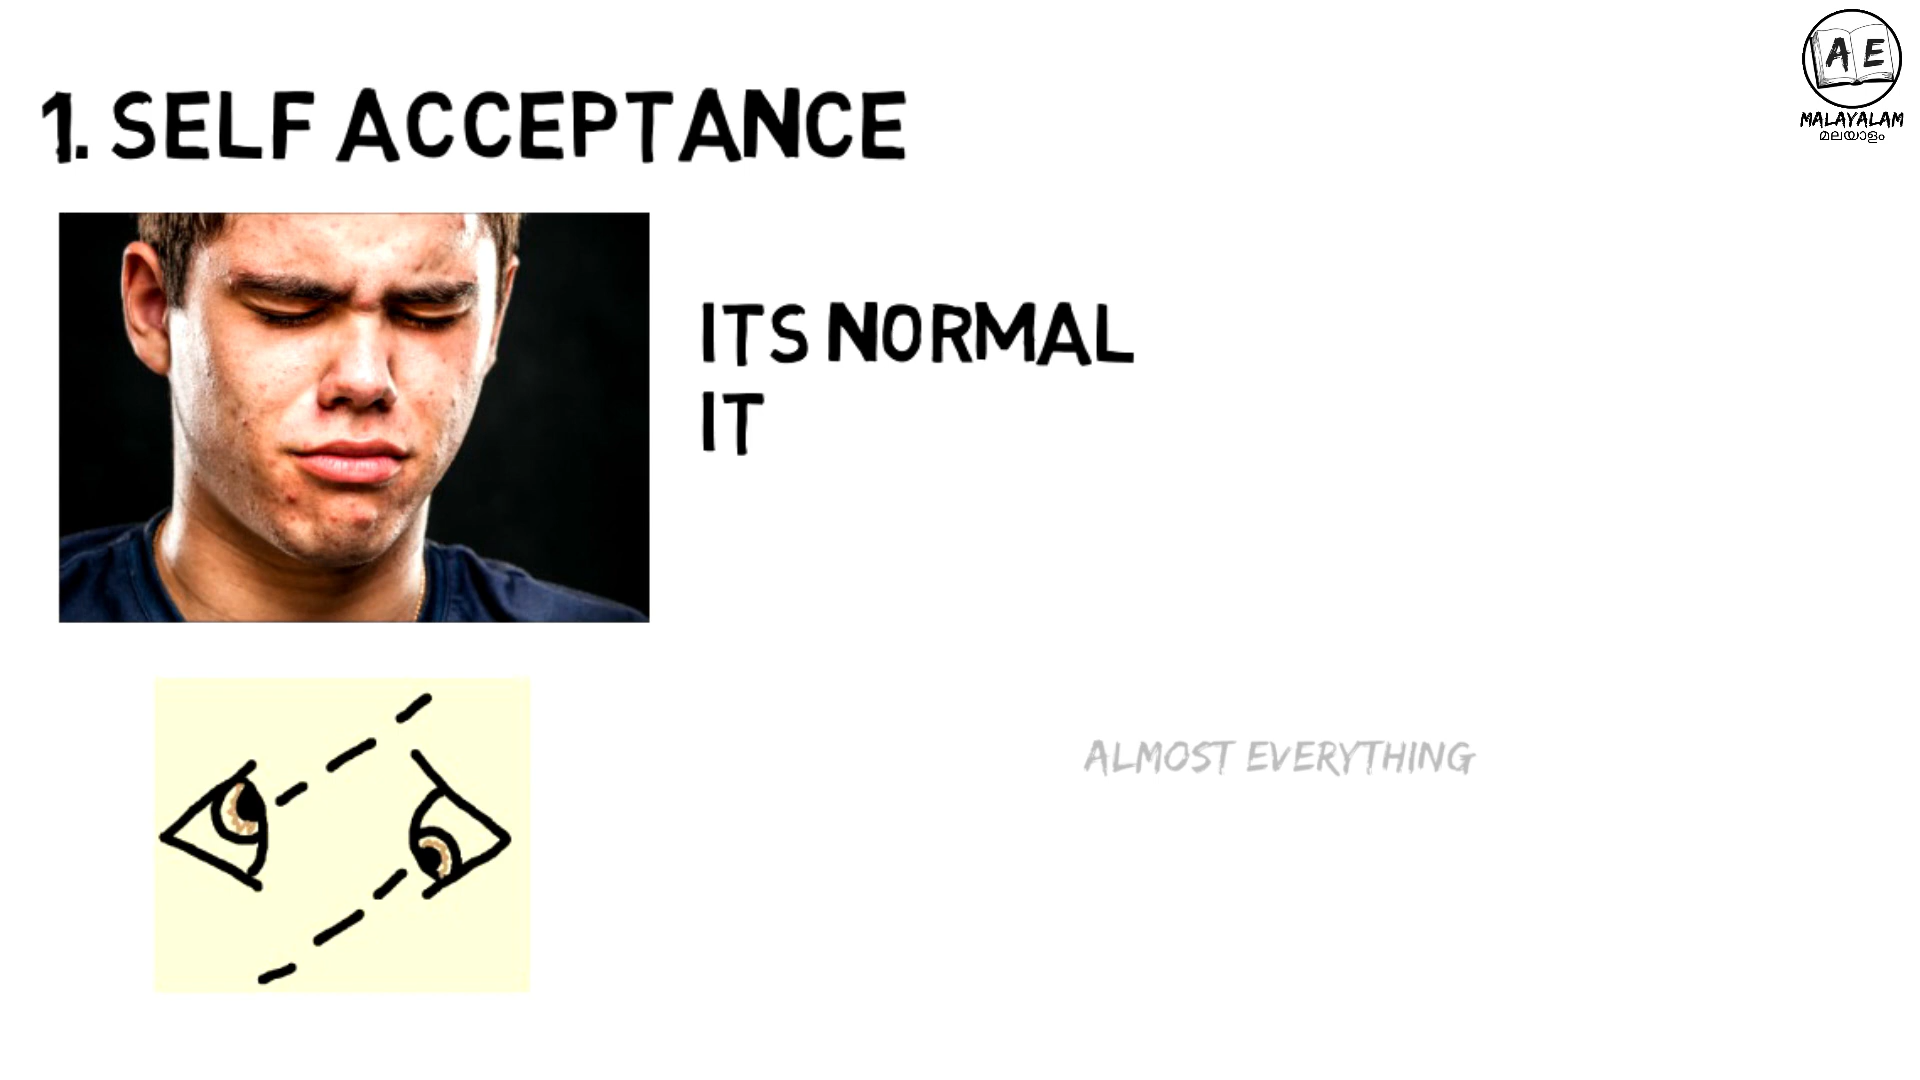 1. SELF ACCEPTANCE
A E
MALAYALAM
മലയാളം
ITS NORMAL
IT
ALMOST EVERYTHING